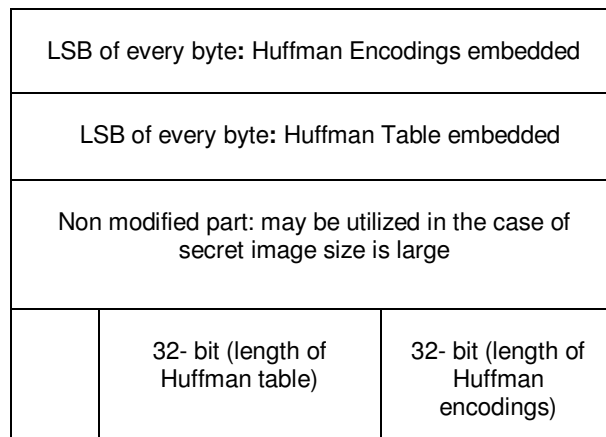 LSB of every byte: Huffman Encodings embedded
LSB of every byte: Huffman Table embedded
Non modified part: may be utilized in the case of
secret image size is large
32- bit (length of
Huffman table)
32- bit (length of
Huffman
encodings)